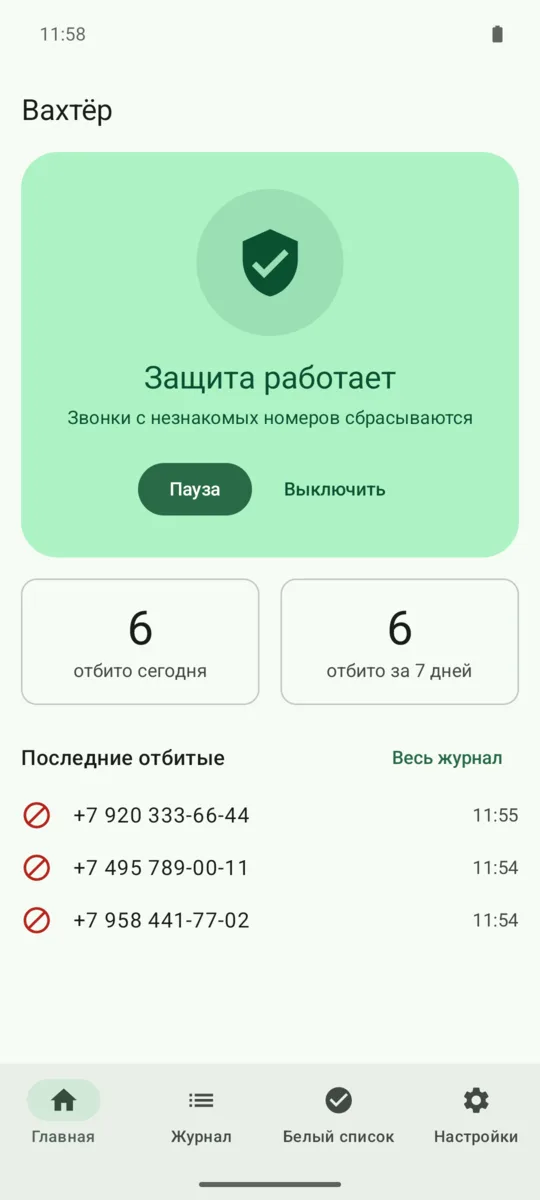 11:58
Вахтёр
Защита работает
Звонки с незнакомых номеров сбрасываются
Пауза
Выключить
6
отбито сегодня
6
отбито за 7 дней
Последние отбитые
Весь журнал
+7 920 333-66-44 11:55
+7 495 789-00-11 11:54
+7 958 441-77-02 11:54
Главная
Журнал
Белый список
Настройки